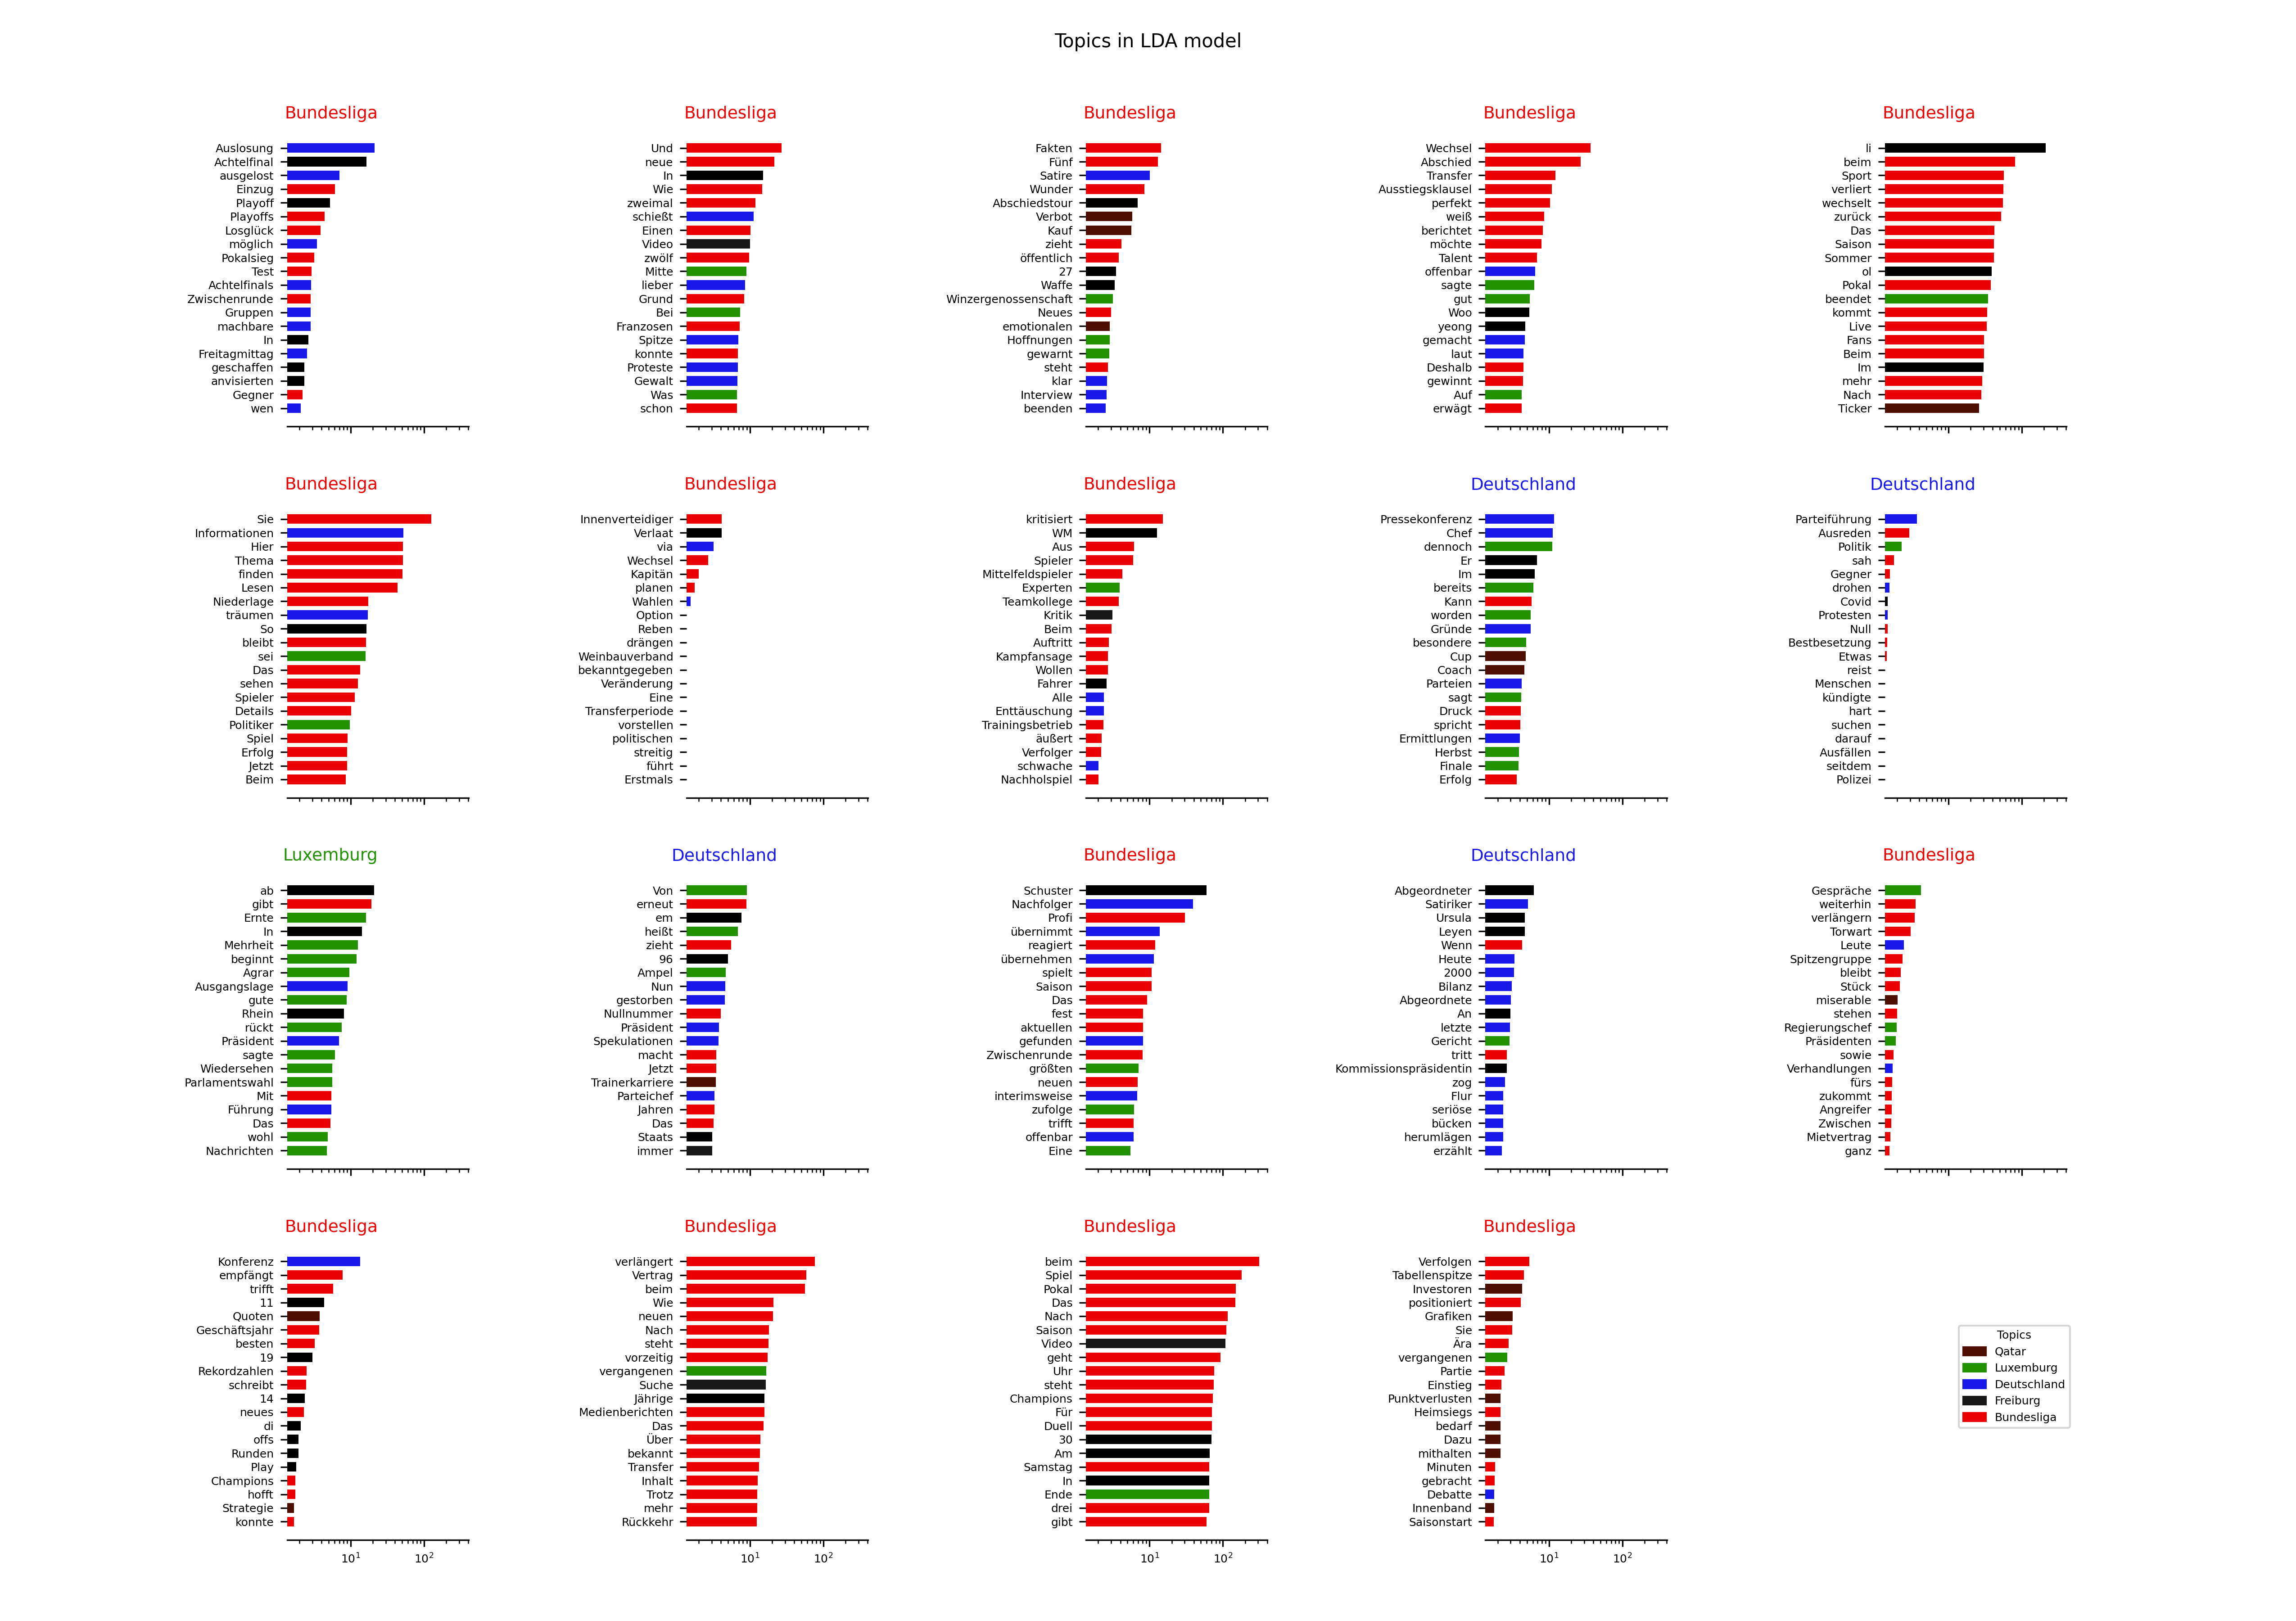 Topics in LDA model
Bundesliga
Auslosung
Achtelfinal
ausgelost
Einzug
Playoff
Playoffs
Losglück
möglich
Pokalsieg
Test
Achtelfinals
Zwischenrunde
Gruppen
machbare
In
Freitagmittag
geschaffen
anvisierten
Gegner
wen
Bundesliga
Und
neue
In
Wie
zweimal
schießt
Einen
Video
zwölf
Mitte
lieber
Grund
Bei
Franzosen
Spitze
konnte
Proteste
Gewalt
Was
schon
Bundesliga
Fakten
Fünf
Satire
Wunder
Abschiedstour
Verbot
Kauf
zieht
öffentlich
27
Waffe
Winzergenossenschaft
Neues
emotionalen
Hoffnungen
gewarnt
steht
klar
Interview
beenden
Bundesliga
Wechsel
Abschied
Transfer
Ausstiegsklausel
perfekt
weiß
berichtet
möchte
Talent
offenbar
sagte
gut
Woo
yeong
gemacht
laut
Deshalb
gewinnt
Auf
erwägt
Bundesliga
li
beim
Sport
verliert
wechselt
zurück
Das
Saison
Sommer
ol
Pokal
beendet
kommt
Live
Fans
Beim
Im
mehr
Nach
Ticker
Bundesliga
Sie
Informationen
Hier
Thema
finden
Lesen
Niederlage
träumen
So
bleibt
sei
Das
sehen
Spieler
Details
Politiker
Spiel
Erfolg
Jetzt
Beim
Bundesliga
Innenverteidiger
Verlaat
via
Wechsel
Kapitän
planen
Wahlen
Option
Reben
drängen
Weinbauverband
bekanntgegeben
Veränderung
Eine
Transferperiode
vorstellen
politischen
streitig
führt
Erstmals
Bundesliga
kritisiert
WM
Aus
Spieler
Mittelfeldspieler
Experten
Teamkollege
Kritik
Beim
Auftritt
Kampfansage
Wollen
Fahrer
Alle
Enttäuschung
Trainingsbetrieb
äußert
Verfolger
schwache
Nachholspiel
Deutschland
Pressekonferenz
Chef
dennoch
Er
Im
bereits
Kann
worden
Gründe
besondere
Cup
Coach
Parteien
sagt
Druck
spricht
Ermittlungen
Herbst
Finale
Erfolg
Deutschland
Parteiführung
Ausreden
Politik
sah
Gegner
drohen
Covid
Protesten
Null
Bestbesetzung
Etwas
reist
Menschen
kündigte
hart
suchen
darauf
Ausfällen
seitdem
Polizei
Luxemburg
ab
gibt
Ernte
In
Mehrheit
beginnt
Agrar
Ausgangslage
gute
Rhein
rückt
Präsident
sagte
Wiedersehen
Parlamentswahl
Mit
Führung
Das
wohl
Nachrichten
Deutschland
Von
erneut
em
heißt
zieht
96
Ampel
Nun
gestorben
Nullnummer
Präsident
Spekulationen
macht
Jetzt
Trainerkarriere
Parteichef
Jahren
Das
Staats
immer
Bundesliga
Schuster
Nachfolger
Profi
übernimmt
reagiert
übernehmen
spielt
Saison
Das
fest
aktuellen
gefunden
Zwischenrunde
größten
neuen
interimsweise
zufolge
trifft
offenbar
Eine
Deutschland
Abgeordneter
Satiriker
Ursula
Leyen
Wenn
Heute
2000
Bilanz
Abgeordnete
An
letzte
Gericht
tritt
Kommissionspräsidentin
zog
Flur
seriöse
bücken
herumlägen
erzählt
Bundesliga
Gespräche
weiterhin
verlängern
Torwart
Leute
Spitzengruppe
bleibt
Stück
miserable
stehen
Regierungschef
Präsidenten
sowie
Verhandlungen
fürs
zukommt
Angreifer
Zwischen
Mietvertrag
ganz
Bundesliga
Konferenz
empfängt
trifft
11
Quoten
Geschäftsjahr
besten
19
Rekordzahlen
schreibt
14
neues
di
offs
Runden
Play
Champions
hofft
Strategie
konnte
10¹ 10²
Bundesliga
verlängert
Vertrag
beim
Wie
neuen
Nach
steht
vorzeitig
vergangenen
Suche
Jährige
Medienberichten
Das
Über
bekannt
Transfer
Inhalt
Trotz
mehr
Rückkehr
10¹ 10²
Bundesliga
beim
Spiel
Pokal
Das
Nach
Saison
Video
geht
Uhr
steht
Champions
Für
Duell
30
Am
Samstag
In
Ende
drei
gibt
10¹ 10²
Bundesliga
Verfolgen
Tabellenspitze
Investoren
positioniert
Grafiken
Sie
Ära
vergangenen
Partie
Einstieg
Punktverlusten
Heimsiegs
bedarf
Dazu
mithalten
Minuten
gebracht
Debatte
Innenband
Saisonstart
10¹ 10²
Topics
Qatar
Luxemburg
Deutschland
Freiburg
Bundesliga